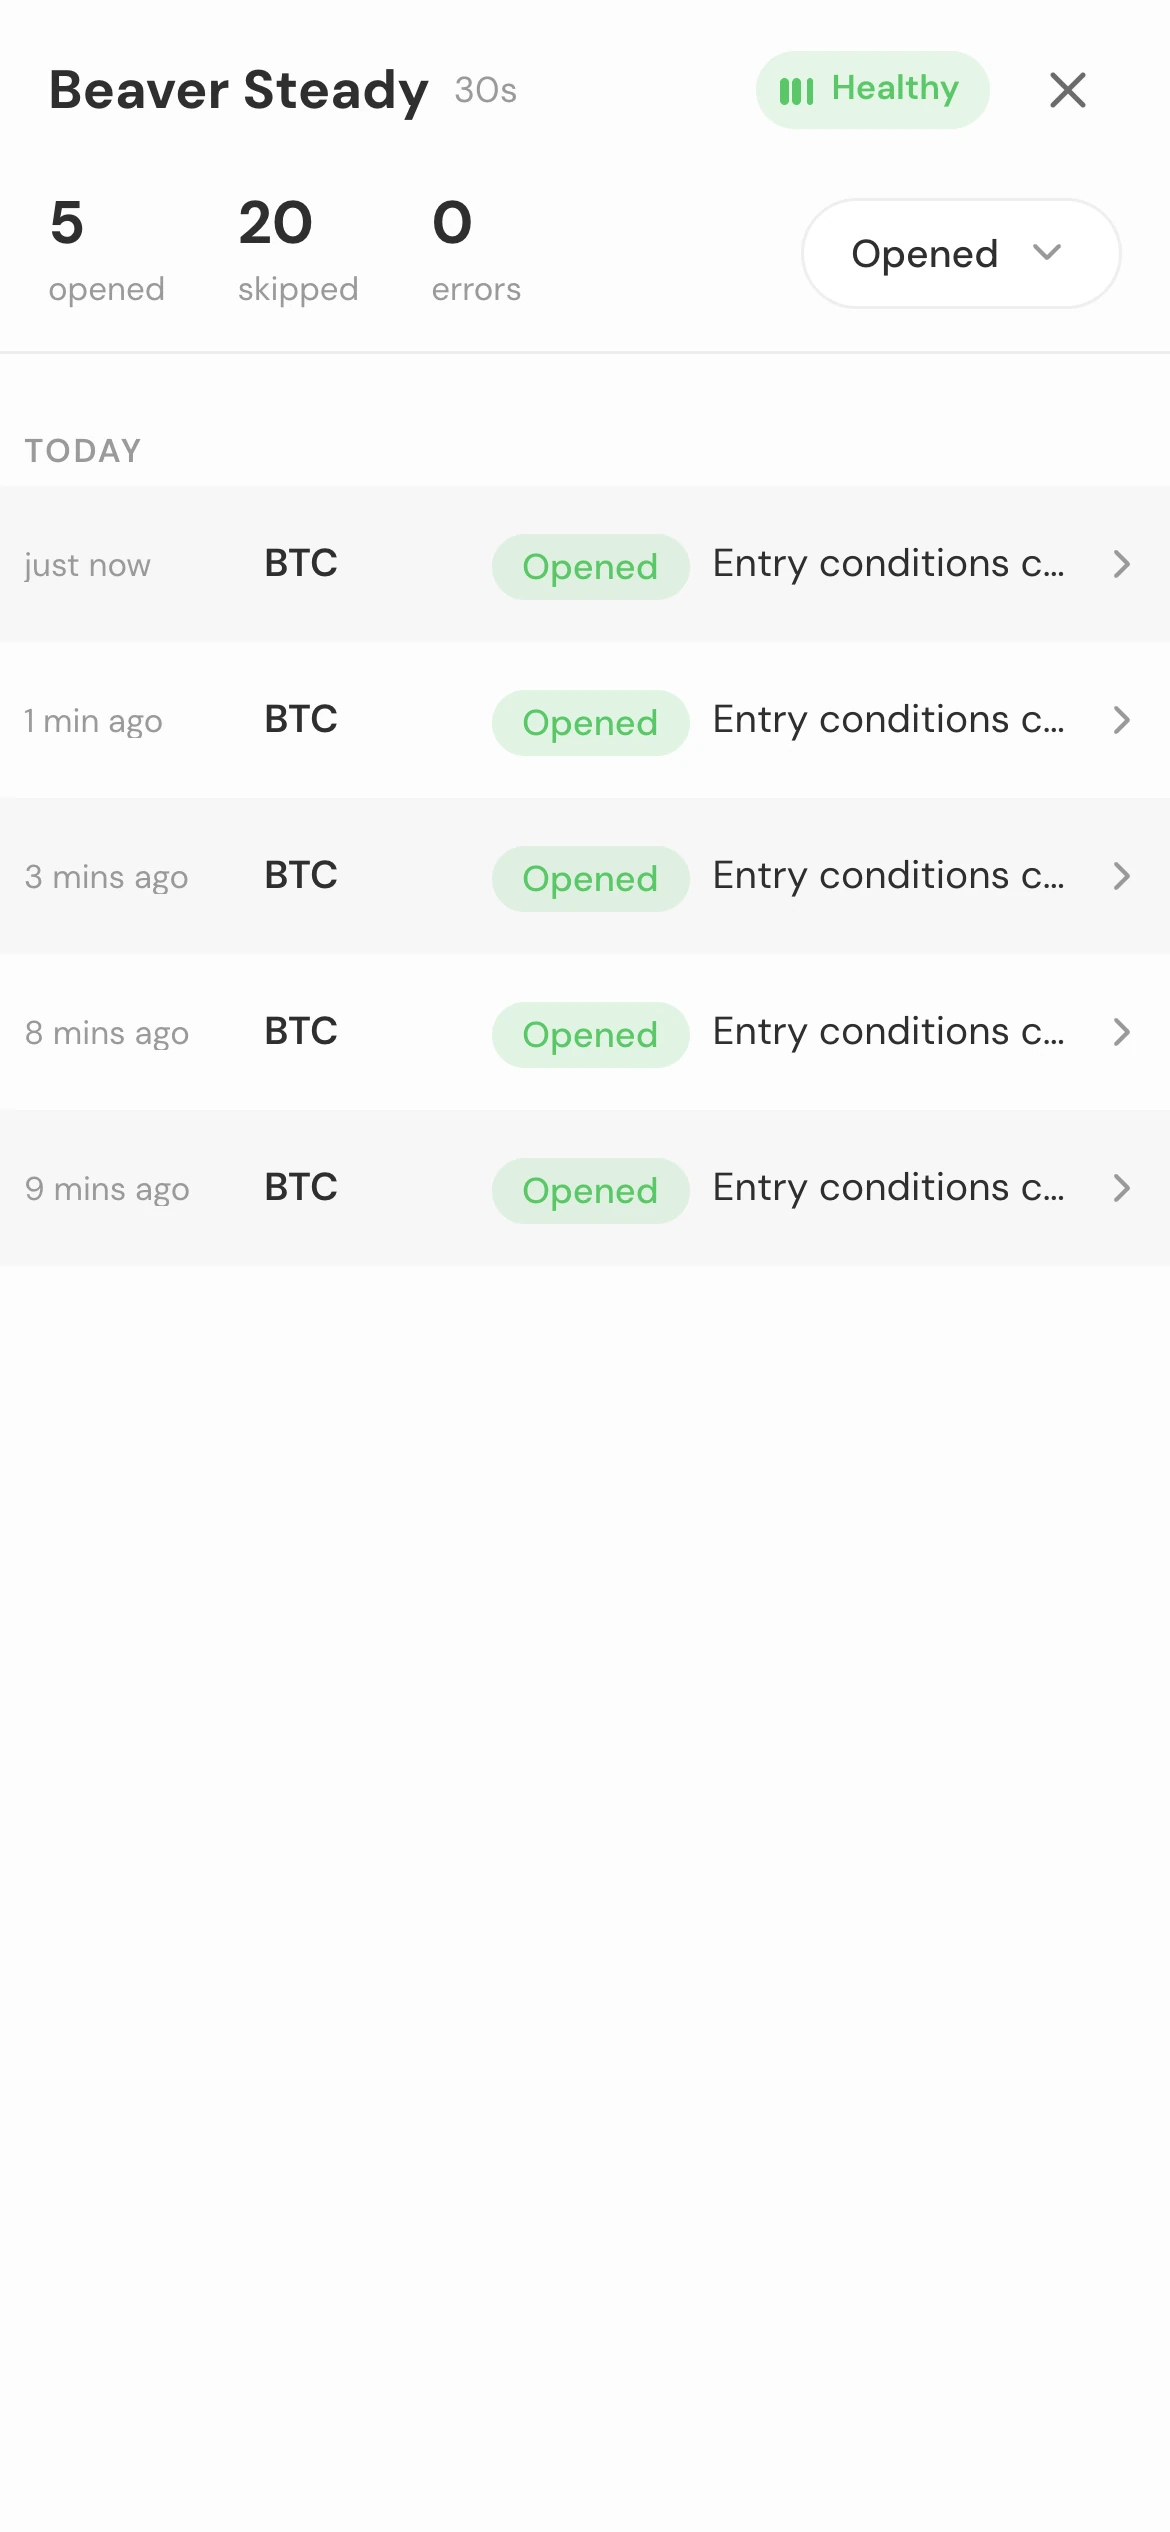 Beaver Steady 30s Healthy
5 20 0
opened skipped errors Opened
TODAY
just now BTC Opened Entry conditions c...
1 min ago BTC Opened Entry conditions c...
3 mins ago BTC Opened Entry conditions c...
8 mins ago BTC Opened Entry conditions c...
9 mins ago BTC Opened Entry conditions c...